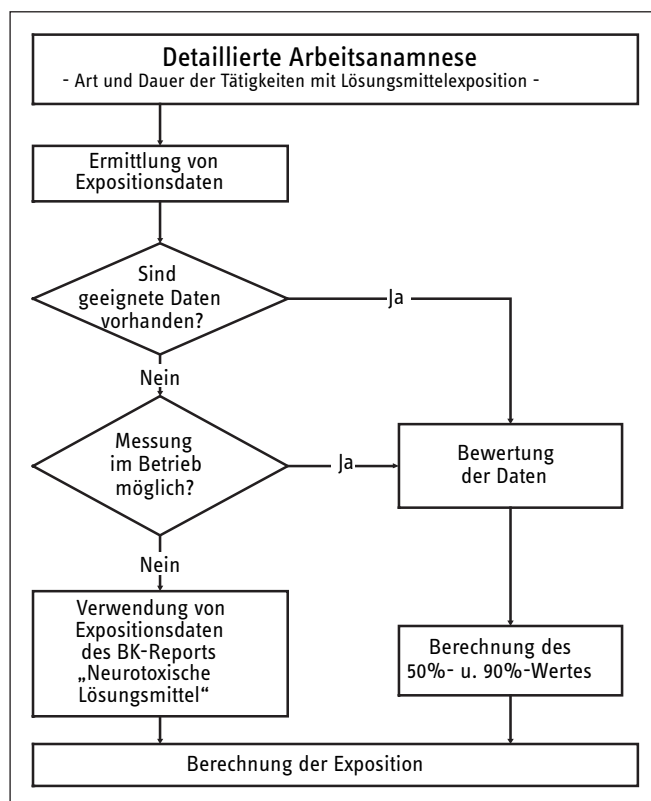 Detaillierte Arbeitsanamnese
- Art und Dauer der Tätigkeiten mit Lösungsmittelexposition -
Ermittlung von
Expositionsdaten
Sind
geeignete Daten
vorhanden?
Ja
Nein
Messung
im Betrieb
möglich?
Ja
Bewertung
der Daten
Nein
Verwendung von
Expositionsdaten
des BK-Reports
„Neurotoxische
Lösungsmittel“
Berechnung des
50%- u. 90%-Wertes
Berechnung der Exposition